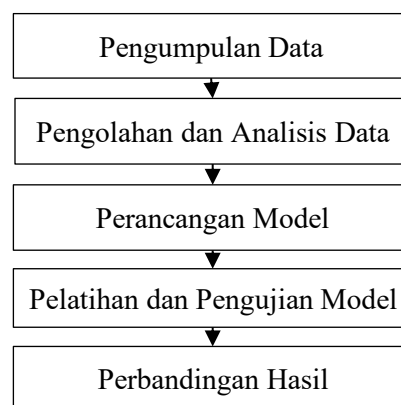 Pengumpulan Data
Pengolahan dan Analisis Data
Perancangan Model
Pelatihan dan Pengujian Model
Perbandingan Hasil